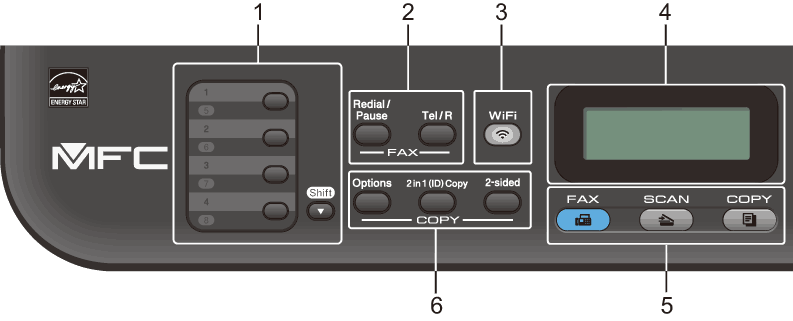 1
2
3
4
energy
ENERGY STAR
MFC
1
5
2
6
3
7
4
8
Shift
Redial /
Pause
Tel / R
FAX
WiFi
Options
2 in 1 (ID) Copy
2-sided
COPY
FAX
SCAN
COPY
6
5